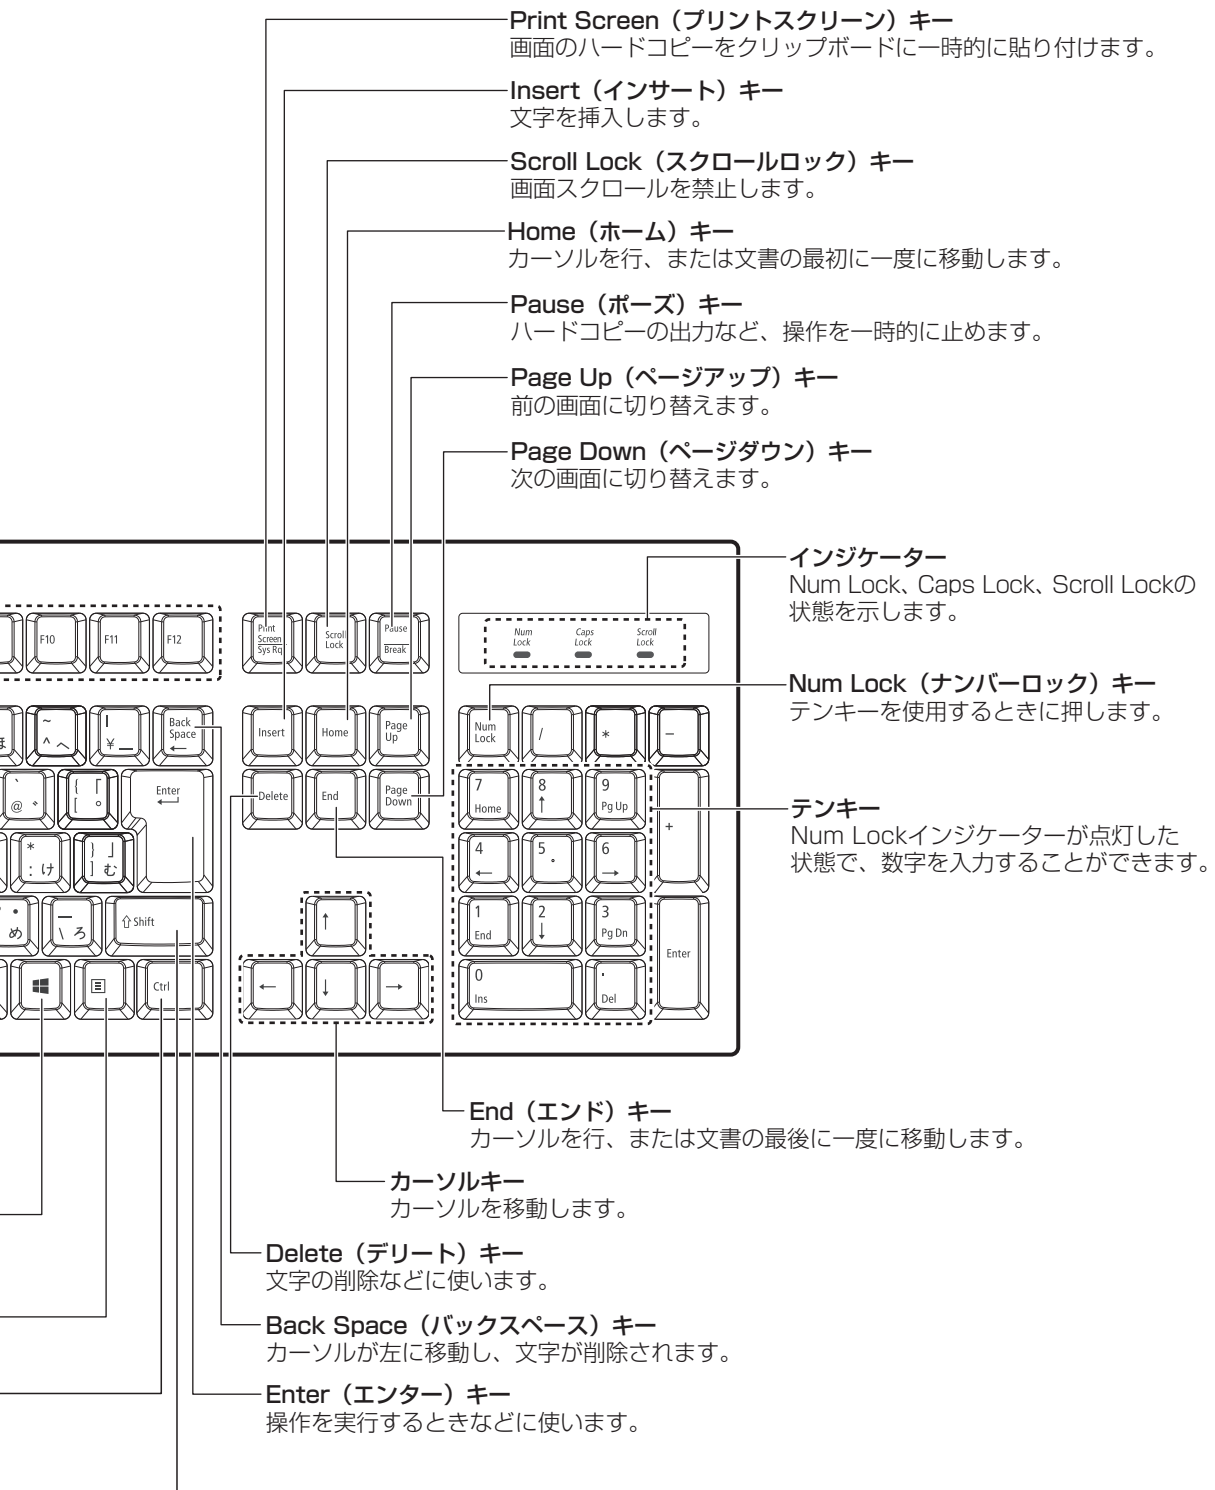 Print Screen（プリントスクリーン）キー
画面のハードコピーをクリップボードに一時的に貼り付けます。
Insert（インサート）キー
文字を挿入します。
Scroll Lock（スクロールロック）キー
画面スクロールを禁止します。
Home（ホーム）キー
カーソルを行、または文書の最初に一度に移動します。
Pause（ポーズ）キー
ハードコピーの出力など、操作を一時的に止めます。
Page Up（ページアップ）キー
前の画面に切り替えます。
Page Down（ページダウン）キー
次の画面に切り替えます。
インジケーター
Num Lock、Caps Lock、Scroll Lockの
状態を示します。
Num Lock（ナンバーロック）キー
テンキーを使用するときに押します。
テンキー
Num Lockインジケーターが点灯した
状態で、数字を入力することができます。
F10 F11 F12
Print Screen Sys Rq
Scroll Lock
Pause Break
Num Lock
Caps Lock
Scroll Lock
ほ
~ ^ へ
| ¥ ー
Back Space ←
Insert Home Page Up
Num Lock / * -
` @ ゛
{ 「 [ ゜
Enter ↵
Delete End Page Down
7 Home 8 ↑ 9 Pg Up +
* : け
} 」 ] む
4 ← 5 6 →
・ め
_ \ ろ
⇧ Shift
↑
1 End 2 ↓ 3 Pg Dn Enter
Ctrl
← ↓ →
0 Ins . Del
End（エンド）キー
カーソルを行、または文書の最後に一度に移動します。
カーソルキー
カーソルを移動します。
Delete（デリート）キー
文字の削除などに使います。
Back Space（バックスペース）キー
カーソルが左に移動し、文字が削除されます。
Enter（エンター）キー
操作を実行するときなどに使います。